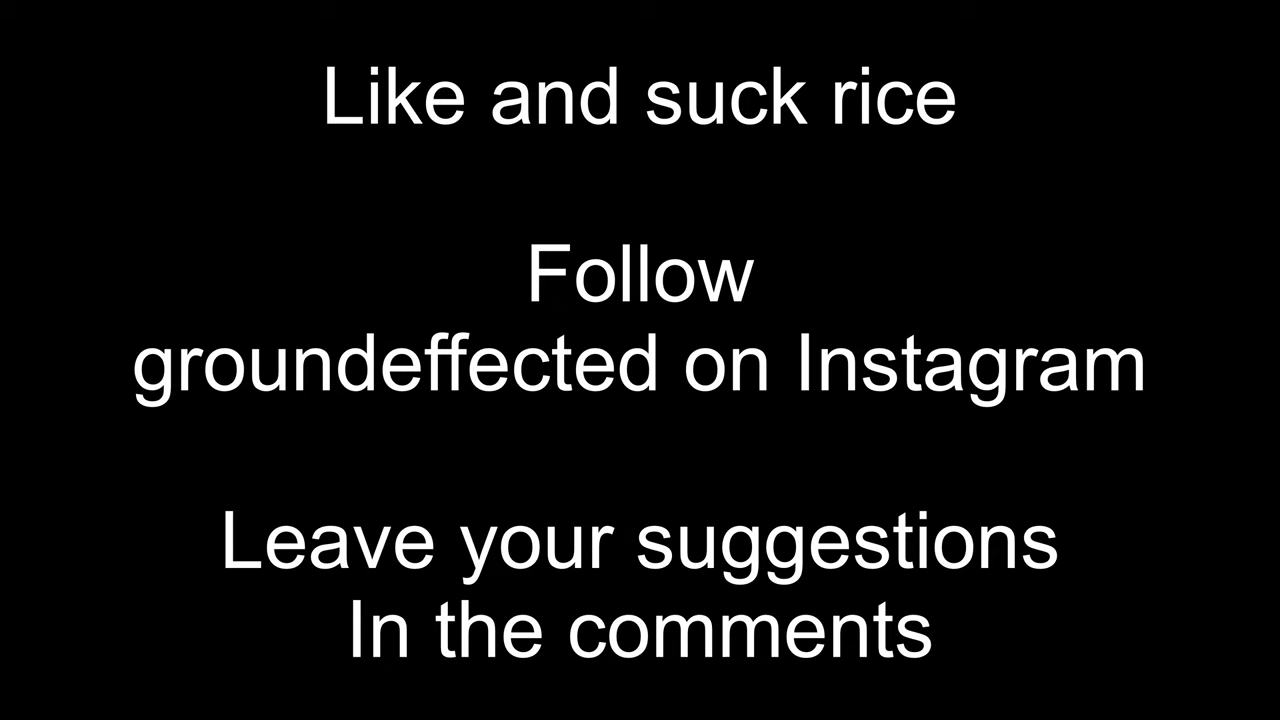 Like and suck rice
Follow
groundeffected on Instagram
Leave your suggestions
In the comments